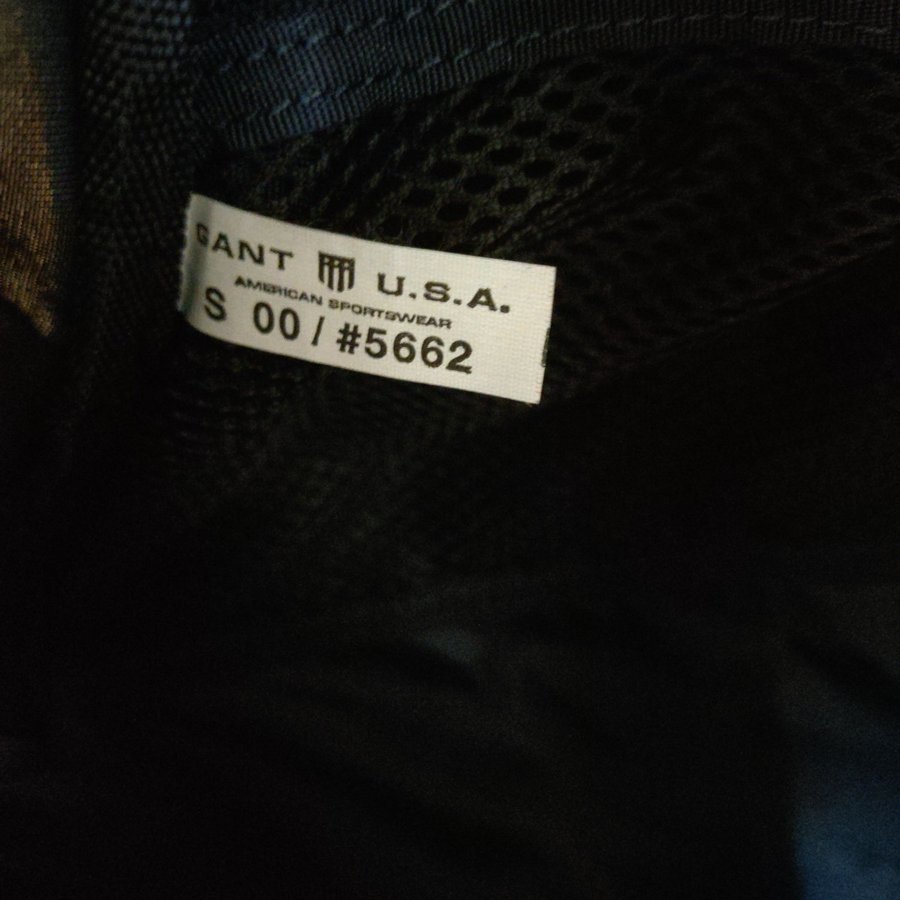 GANT U.S.A.
AMERICAN SPORTSWEAR
S 00 / #5662